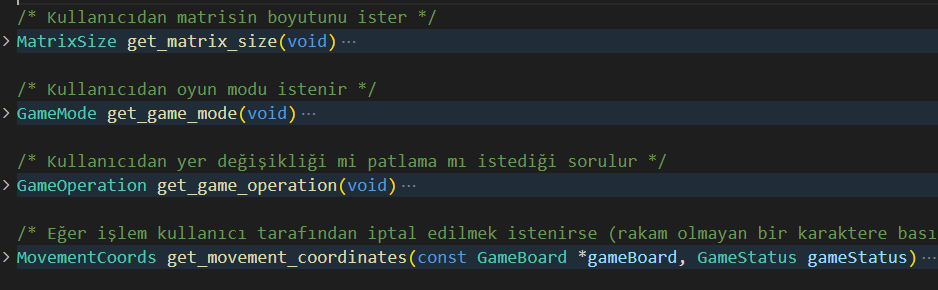 /* Kullanıcıdan matrisin boyutunu ister */
MatrixSize get_matrix_size(void) ···
/* Kullanıcıdan oyun modu istenir */
GameMode get_game_mode(void) ···
/* Kullanıcıdan yer değişikliği mi patlama mı istediği sorulur */
GameOperation get_game_operation(void) ···
/* Eğer işlem kullanıcı tarafından iptal edilmek istenirse (rakam olmayan bir karaktere bası
MovementCoords get_movement_coordinates(const GameBoard *gameBoard, GameStatus gameStatus) ···